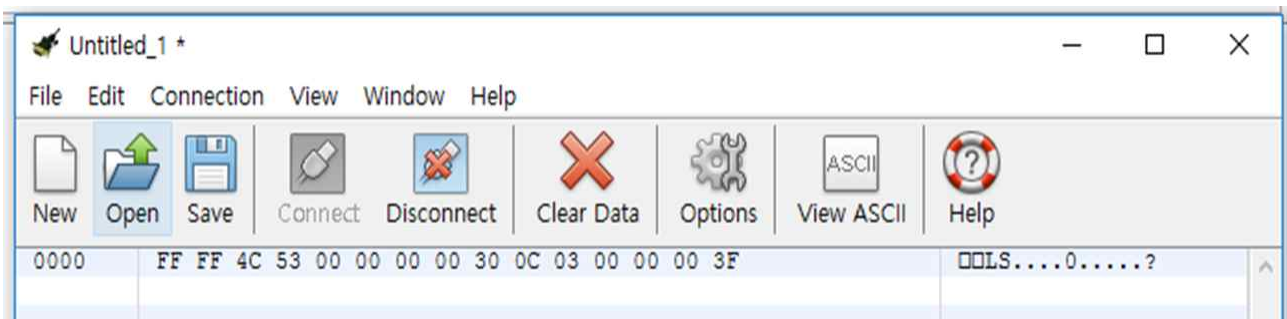 Untitled_1 *
File Edit Connection View Window Help
New Open Save Connect Disconnect Clear Data Options View ASCII Help
ASCII
0000 FF FF 4C 53 00 00 00 00 30 0C 03 00 00 00 3F □□LS....0.....?